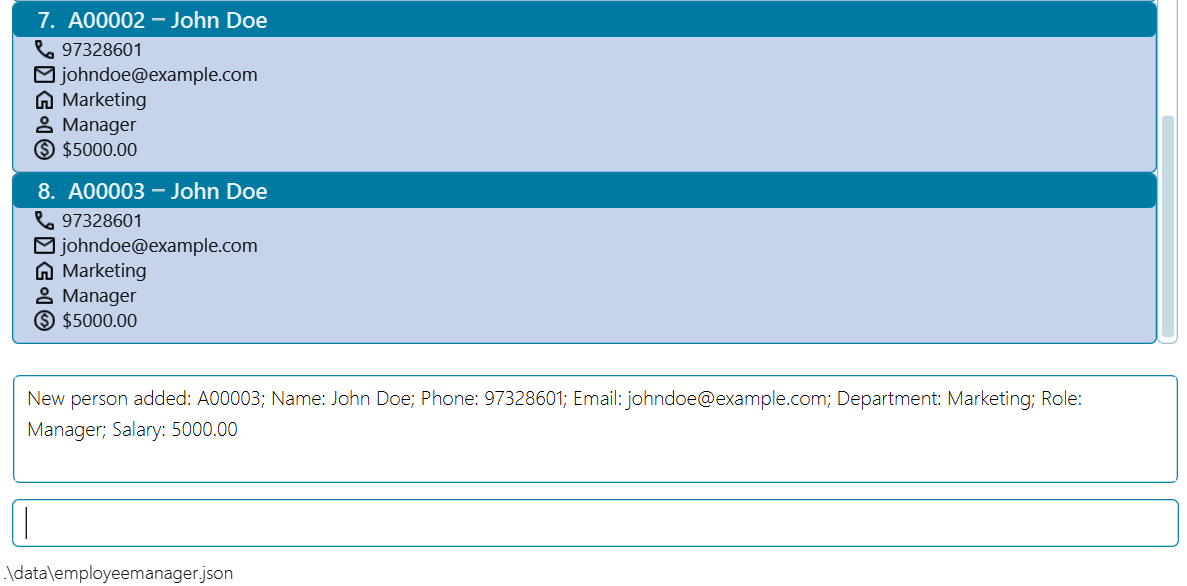 7. A00002 – John Doe
97328601
johndoe@example.com
Marketing
Manager
$5000.00
8. A00003 – John Doe
97328601
johndoe@example.com
Marketing
Manager
$5000.00
New person added: A00003; Name: John Doe; Phone: 97328601; Email: johndoe@example.com; Department: Marketing; Role:
Manager; Salary: 5000.00
.\data\employeemanager.json